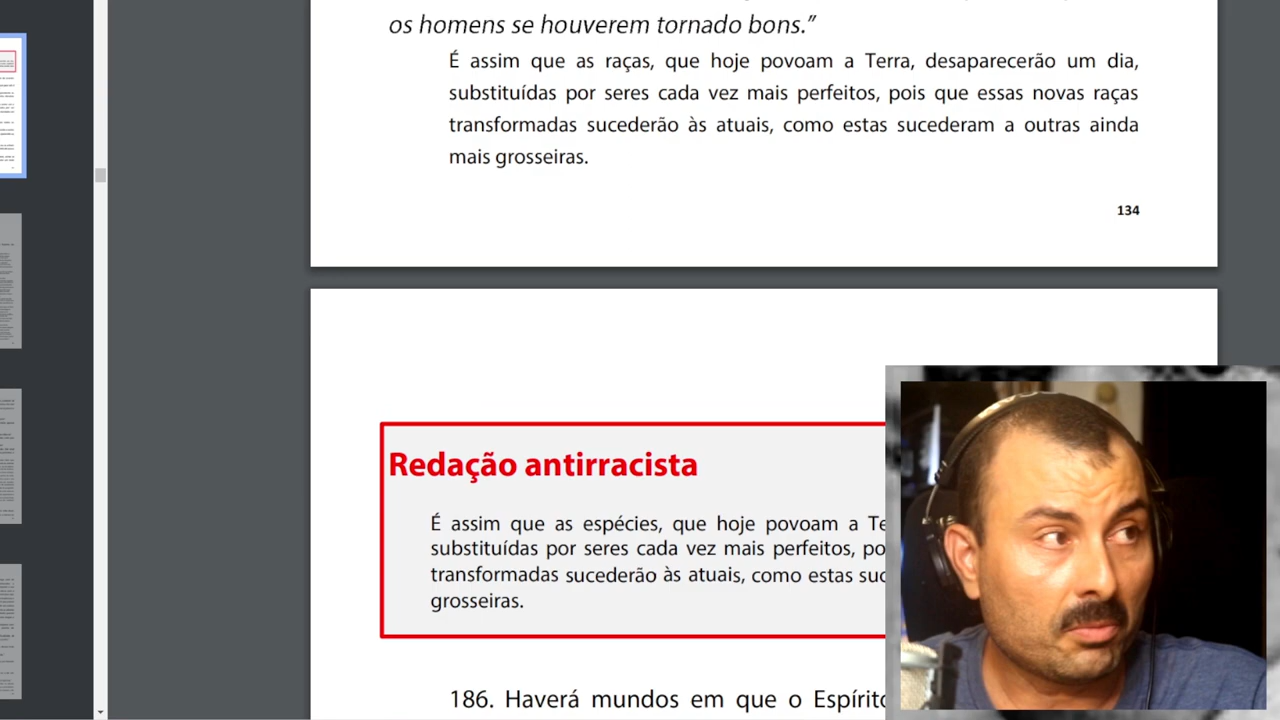 os homens se houverem tornado bons.”
É assim que as raças, que hoje povoam a Terra, desaparecerão um dia,
substituídas por seres cada vez mais perfeitos, pois que essas novas raças
transformadas sucederão às atuais, como estas sucederam a outras ainda
mais grosseiras.
134
Redação antirracista
É assim que as espécies, que hoje povoam a
substituídas por seres cada vez mais perfeitos,
transformadas sucederão às atuais, como estas
grosseiras.
186. Haverá mundos em que o Espírito